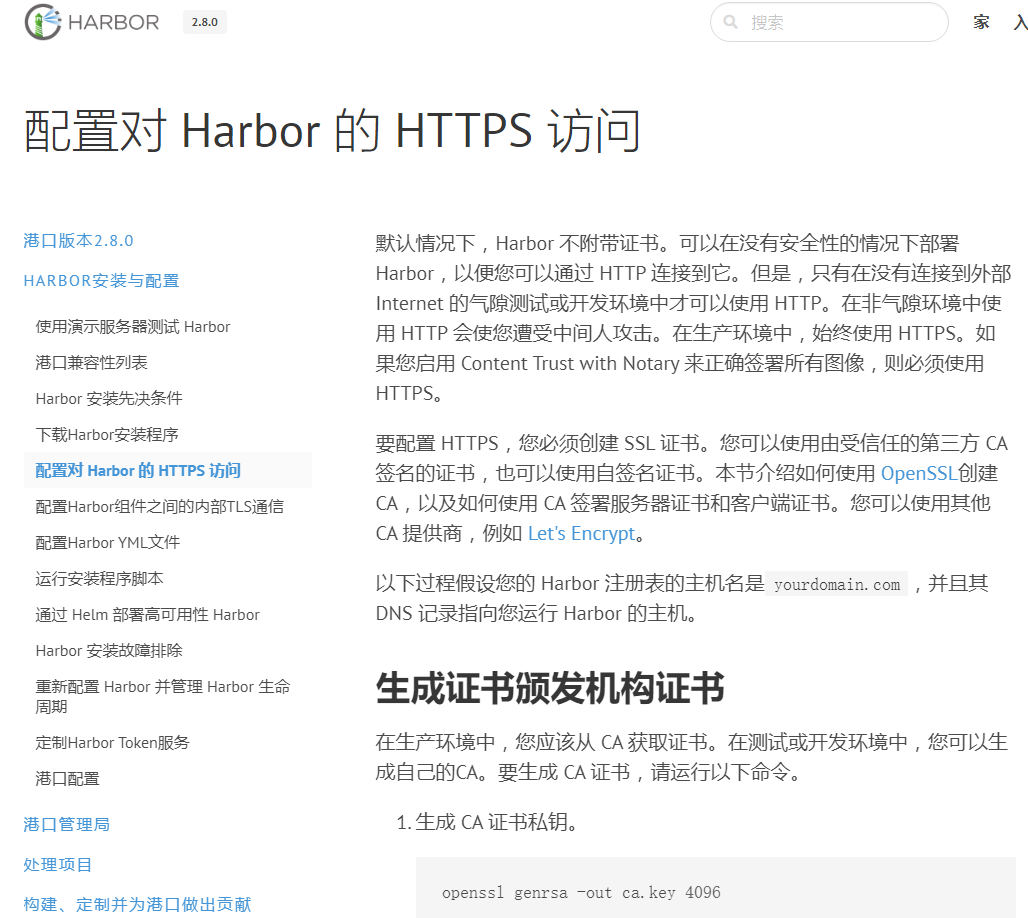 HARBOR 2.8.0 搜索 家 入
配置对 Harbor 的 HTTPS 访问
港口版本2.8.0
HARBOR安装与配置
使用演示服务器测试 Harbor
港口兼容性列表
Harbor 安装先决条件
下载Harbor安装程序
配置对 Harbor 的 HTTPS 访问
配置Harbor组件之间的内部TLS通信
配置Harbor YML文件
运行安装程序脚本
通过 Helm 部署高可用性 Harbor
Harbor 安装故障排除
重新配置 Harbor 并管理 Harbor 生命
周期
定制Harbor Token服务
港口配置
港口管理局
处理项目
构建、定制并为港口做出贡献
默认情况下，Harbor 不附带证书。可以在没有安全性的情况下部署
Harbor，以便您可以通过 HTTP 连接到它。但是，只有在没有连接到外部
Internet 的气隙测试或开发环境中才可以使用 HTTP。在非气隙环境中使
用 HTTP 会使您遭受中间人攻击。在生产环境中，始终使用 HTTPS。如
果您启用 Content Trust with Notary 来正确签署所有图像，则必须使用
HTTPS。
要配置 HTTPS，您必须创建 SSL 证书。您可以使用由受信任的第三方 CA
签名的证书，也可以使用自签名证书。本节介绍如何使用 OpenSSL创建
CA，以及如何使用 CA 签署服务器证书和客户端证书。您可以使用其他
CA 提供商，例如 Let's Encrypt。
以下过程假设您的 Harbor 注册表的主机名是 yourdomain.com ，并且其
DNS 记录指向您运行 Harbor 的主机。
生成证书颁发机构证书
在生产环境中，您应该从 CA 获取证书。在测试或开发环境中，您可以生
成自己的CA。要生成 CA 证书，请运行以下命令。
1. 生成 CA 证书私钥。
openssl genrsa -out ca.key 4096